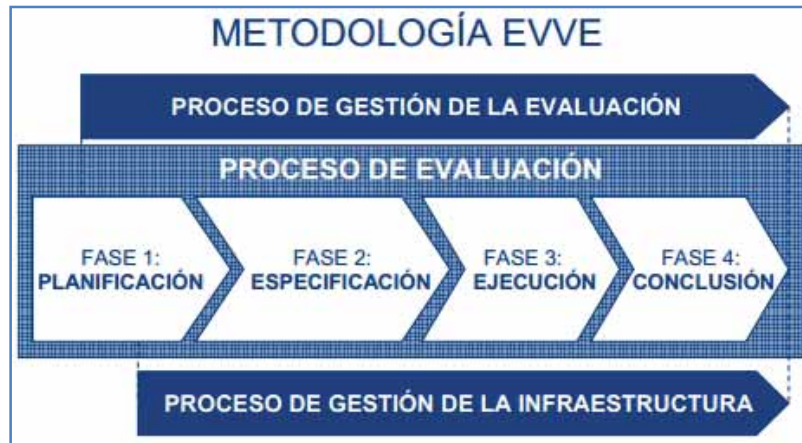 METODOLOGÍA EVVE
PROCESO DE GESTIÓN DE LA EVALUACIÓN
PROCESO DE EVALUACIÓN
FASE 1:
PLANIFICACIÓN
FASE 2:
ESPECIFICACIÓN
FASE 3:
EJECUCIÓN
FASE 4:
CONCLUSIÓN
PROCESO DE GESTIÓN DE LA INFRAESTRUCTURA